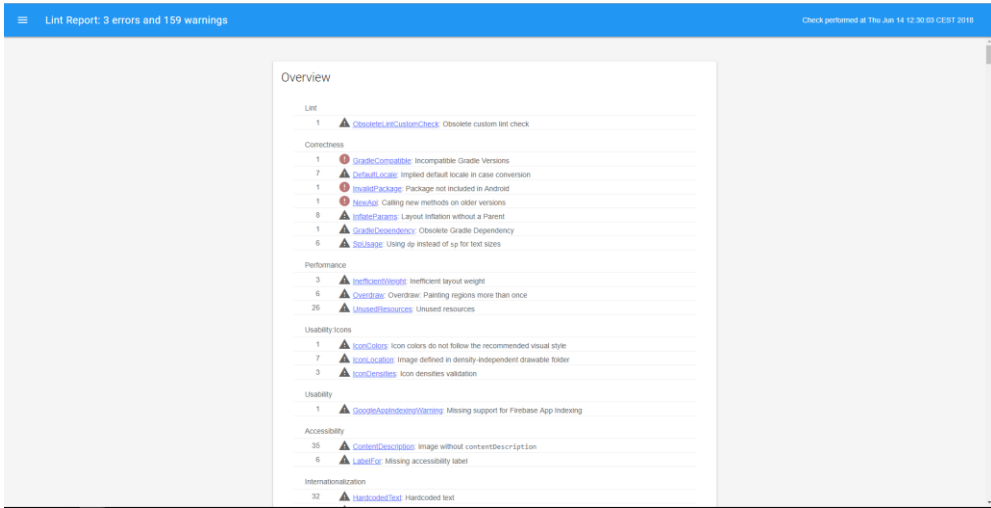 Lint Report: 3 errors and 159 warnings
Check performed at Thu Jun 14 12:30:03 CEST 2018
Overview
Lint
1 ObsoleteLintCustomCheck: Obsolete custom lint check
Correctness
1 GradleCompatible: Incompatible Gradle Versions
7 DefaultLocale: Implied default locale in case conversion
1 InvalidPackage: Package not included in Android
1 NewApi: Calling new methods on older versions
8 InflateParams: Layout Inflation without a Parent
1 GradleDependency: Obsolete Gradle Dependency
6 SpUsage: Using dp instead of sp for text sizes
Performance
3 InefficientWeight: Inefficient layout weight
6 Overdraw: Overdraw: Painting regions more than once
26 UnusedResources: Unused resources
Usability:Icons
1 IconColors: Icon colors do not follow the recommended visual style
7 IconLocation: Image defined in density-independent drawable folder
3 IconDensities: Icon densities validation
Usability
1 GoogleAppIndexingWarning: Missing support for Firebase App Indexing
Accessibility
35 ContentDescription: Image without contentDescription
6 LabelFor: Missing accessibility label
Internationalization
32 HardcodedText: Hardcoded text